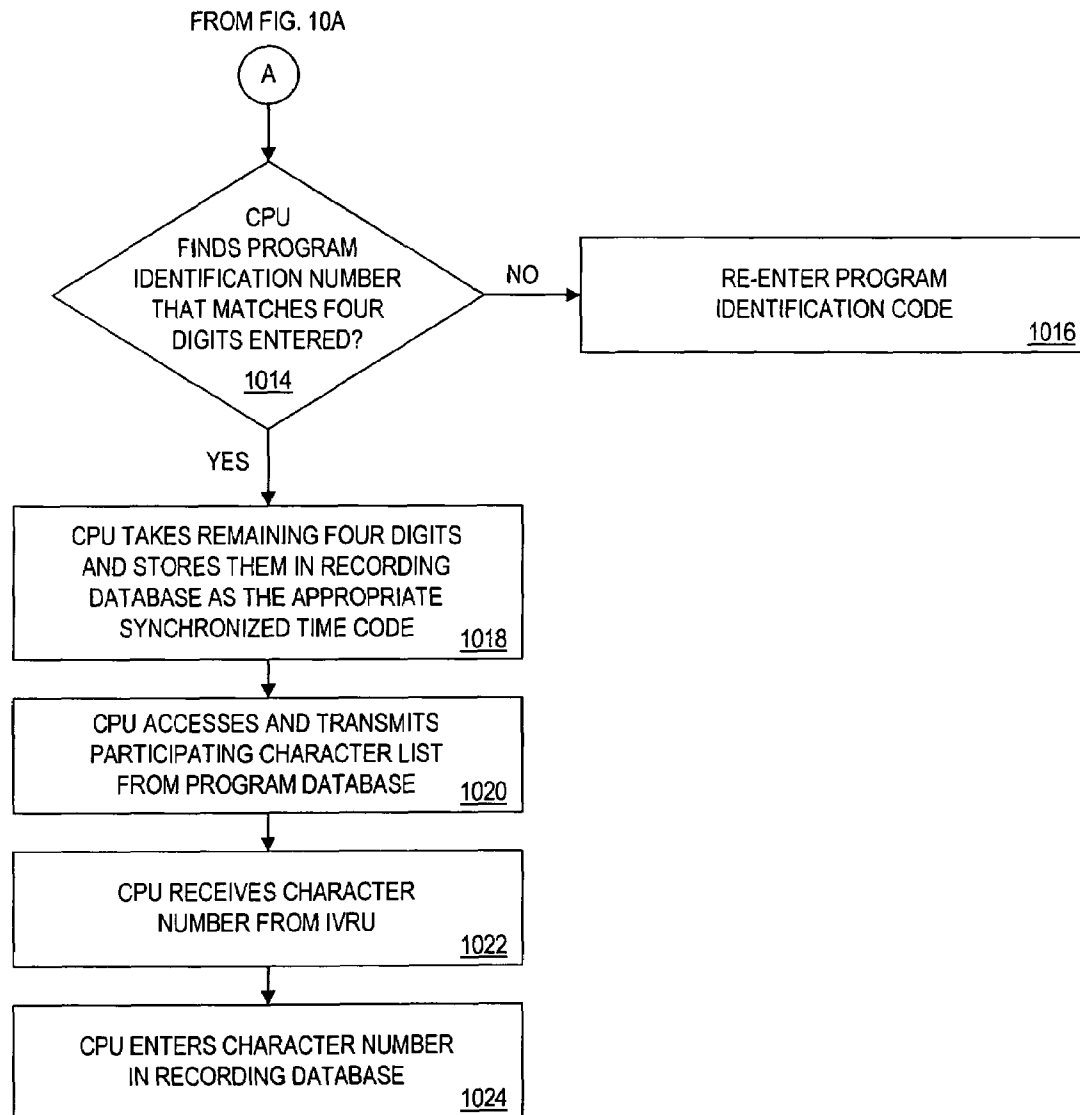 FROM FIG. 10A
A
CPU
FINDS PROGRAM
IDENTIFICATION NUMBER
THAT MATCHES FOUR
DIGITS ENTERED?
1014
NO
RE-ENTER PROGRAM
IDENTIFICATION CODE
1016
YES
CPU TAKES REMAINING FOUR DIGITS
AND STORES THEM IN RECORDING
DATABASE AS THE APPROPRIATE
SYNCHRONIZED TIME CODE
1018
CPU ACCESSES AND TRANSMITS
PARTICIPATING CHARACTER LIST
FROM PROGRAM DATABASE
1020
CPU RECEIVES CHARACTER
NUMBER FROM IVRU
1022
CPU ENTERS CHARACTER NUMBER
IN RECORDING DATABASE
1024